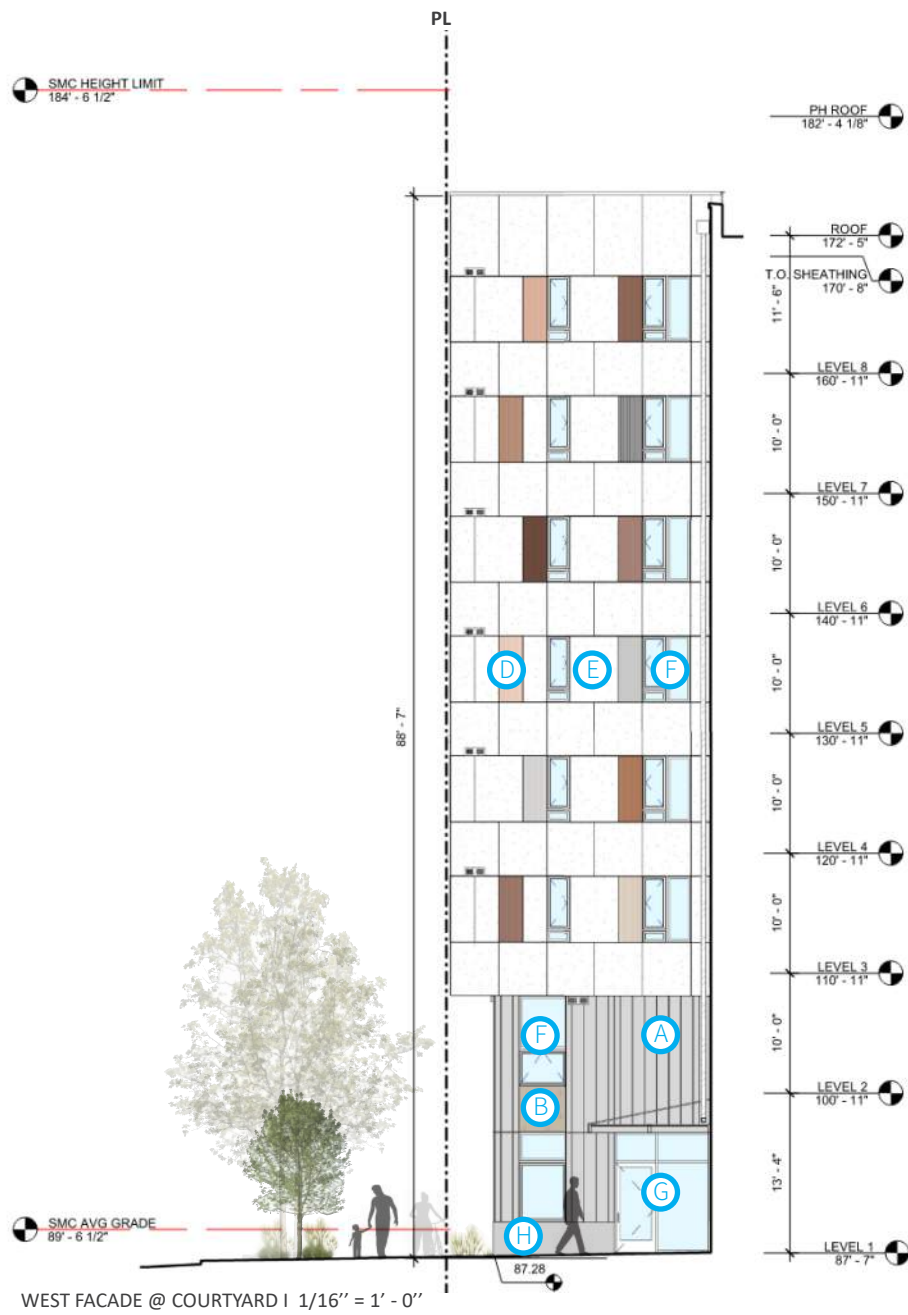 PL
SMC HEIGHT LIMIT
184' - 6 1/2"
PH ROOF
182' - 4 1/8"
ROOF
172' - 5"
T.O. SHEATHING
170' - 8"
11' - 6"
LEVEL 8
160' - 11"
10' - 0"
LEVEL 7
150' - 11"
10' - 0"
LEVEL 6
140' - 11"
D
E
F
10' - 0"
88' - 7"
LEVEL 5
130' - 11"
10' - 0"
LEVEL 4
120' - 11"
10' - 0"
LEVEL 3
110' - 11"
F
A
10' - 0"
LEVEL 2
100' - 11"
B
13' - 4"
G
SMC AVG GRADE
89' - 6 1/2"
H
LEVEL 1
87' - 7"
87.28
WEST FACADE @ COURTYARD I 1/16’’ = 1’ - 0’’